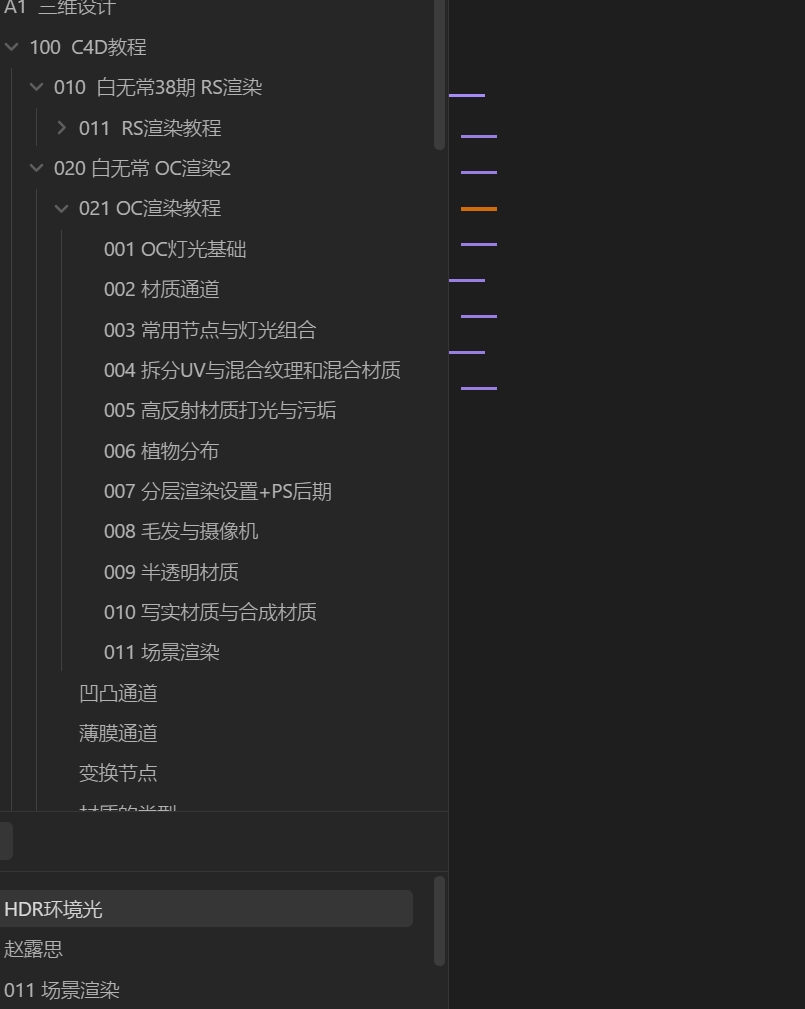 A1 三维设计
100 C4D教程
010 白无常38期 RS渲染
011 RS渲染教程
020 白无常 OC渲染2
021 OC渲染教程
001 OC灯光基础
002 材质通道
003 常用节点与灯光组合
004 拆分UV与混合纹理和混合材质
005 高反射材质打光与污垢
006 植物分布
007 分层渲染设置+PS后期
008 毛发与摄像机
009 半透明材质
010 写实材质与合成材质
011 场景渲染
凹凸通道
薄膜通道
变换节点
材质的类型
HDR环境光
赵露思
011 场景渲染